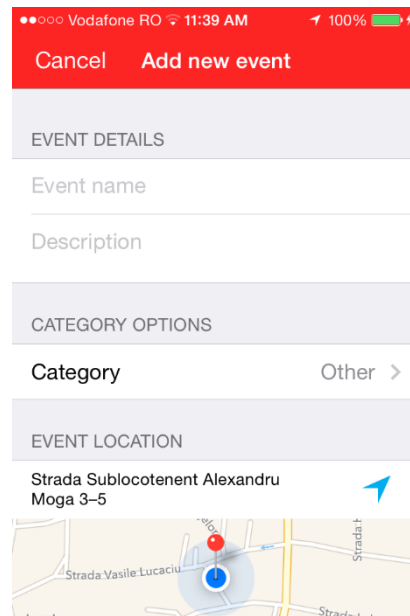 Vodafone RO 11:39 AM 100%
Cancel Add new event
EVENT DETAILS
Event name
Description
CATEGORY OPTIONS
Category Other
EVENT LOCATION
Strada Sublocotenent Alexandru
Moga 3–5
Strada Vasile Lucaciu